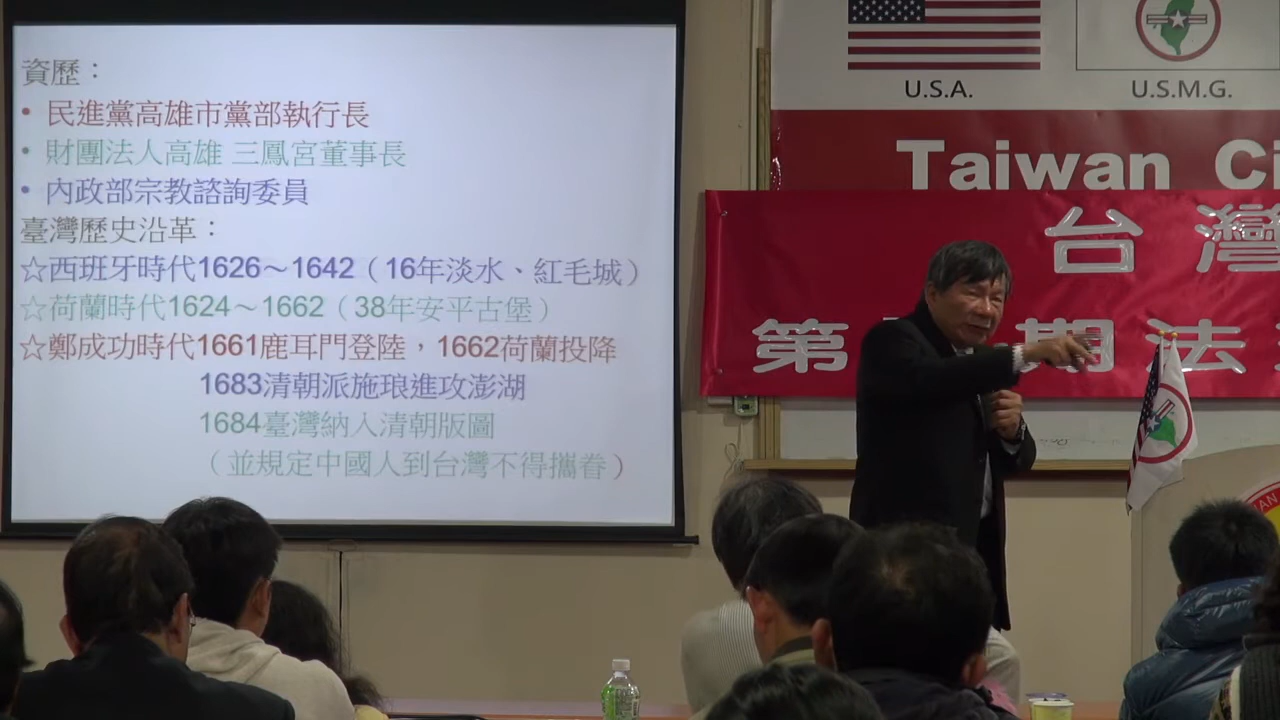 資歷：
• 民進黨高雄市黨部執行長
• 財團法人高雄 三鳳宮董事長
• 內政部宗教諮詢委員
臺灣歷史沿革：
☆西班牙時代1626～1642（16年淡水、紅毛城）
☆荷蘭時代1624～1662（38年安平古堡）
☆鄭成功時代1661鹿耳門登陸，1662荷蘭投降
1683清朝派施琅進攻澎湖
1684臺灣納入清朝版圖
（並規定中國人到台灣不得攜眷）
U.S.A.
U.S.M.G.
Taiwan Ci
台灣
第 期法